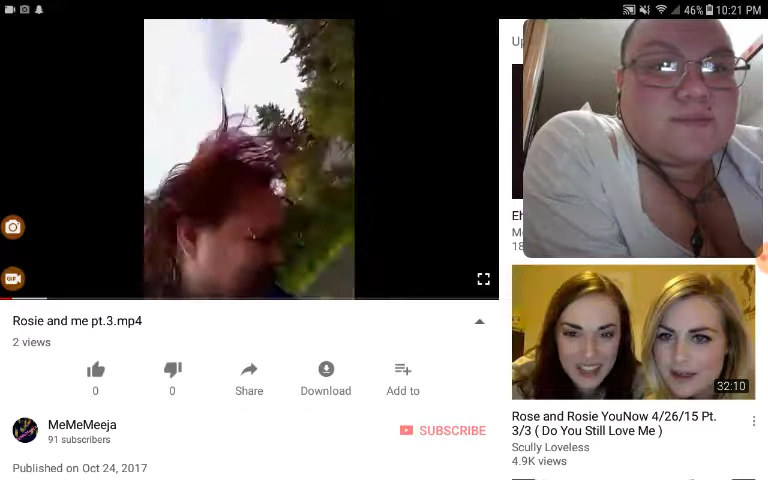 46% 10:21 PM
Up
Rosie and me pt.3.mp4
2 views
0
0
Share
Download
Add to
MeMeMeeja
91 subscribers
SUBSCRIBE
Published on Oct 24, 2017
GIF
32:10
Rose and Rosie YouNow 4/26/15 Pt.
3/3 ( Do You Still Love Me )
Scully Loveless
4.9K views